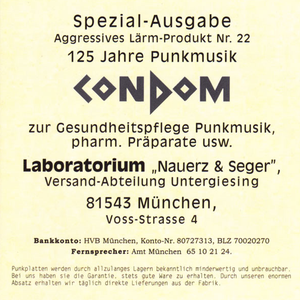 Spezial-Ausgabe
Aggressives Lärm-Produkt Nr. 22
125 Jahre Punkmusik
CONDOM
zur Gesundheitspflege Punkmusik,
pharm. Präparate usw.
Laboratorium „Nauerz & Seger",
Versand-Abteilung Untergiesing
81543 München,
Voss-Strasse 4
Bankkonto: HVB München, Konto-Nr. 80727313, BLZ 70020270
Fernsprecher: Amt München 65 10 21 24.
Punkplatten werden durch allzulanges Lagern bekanntlich minderwertig und unbrauchbar.
Bei uns haben sie die Garantie, stets gute Ware zu erhalten. Durch unseren enormen
Absatz erhalten wir täglich direkte Lieferungen aus unserer Fabrik.